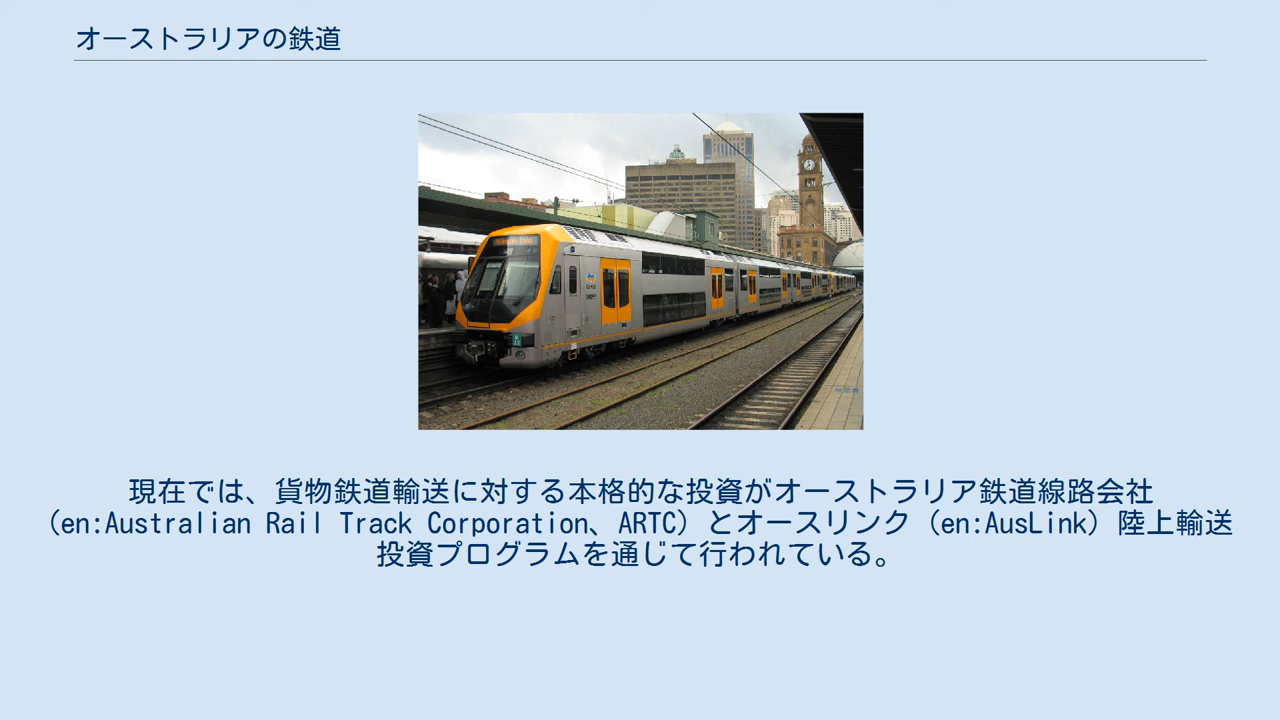 オーストラリアの鉄道
現在では、貨物鉄道輸送に対する本格的な投資がオーストラリア鉄道線路会社
（en:Australian Rail Track Corporation、ARTC）とオースリンク（en:AusLink）陸上輸送
投資プログラムを通じて行われている。